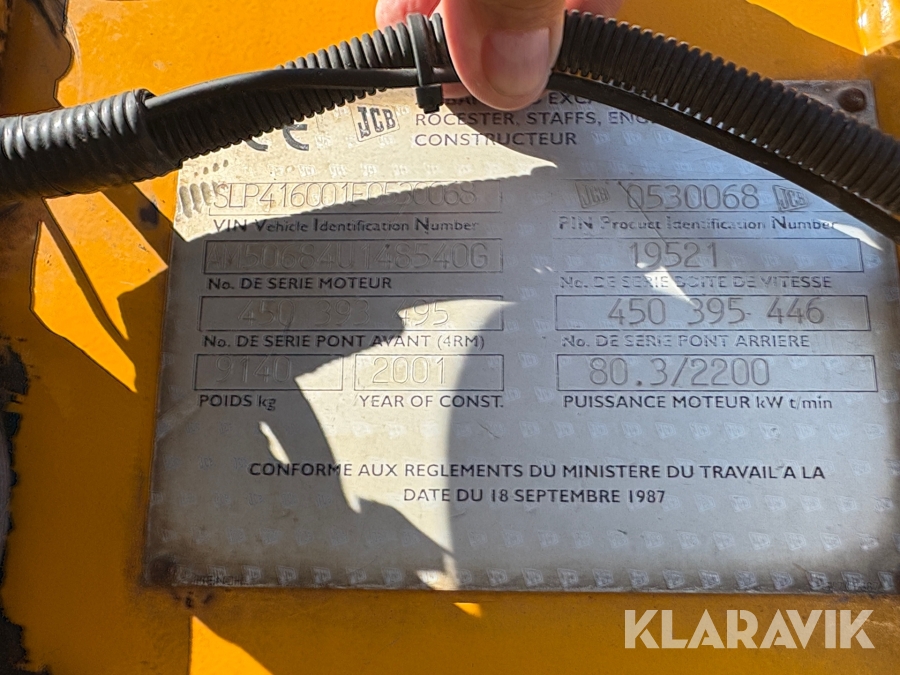 CE JCB
ROCESTER, STAFFS,
CONSTRUCTEUR
JCB 0530068 JCB
VIN Vehicle Identification Number PIN Product Identification Number
19521
No. DE SERIE MOTEUR No. DE SERIE BOITE DE VITESSE
450 395 446
No. DE SERIE PONT AVANT (4RM) No. DE SERIE PONT ARRIERE
9140 2001 80.3/2200
POIDS kg YEAR OF CONST. PUISSANCE MOTEUR kW t/min
CONFORME AUX REGLEMENTS DU MINISTERE DU TRAVAIL A LA
DATE DU 18 SEPTEMBRE 1987
KLARAVIK